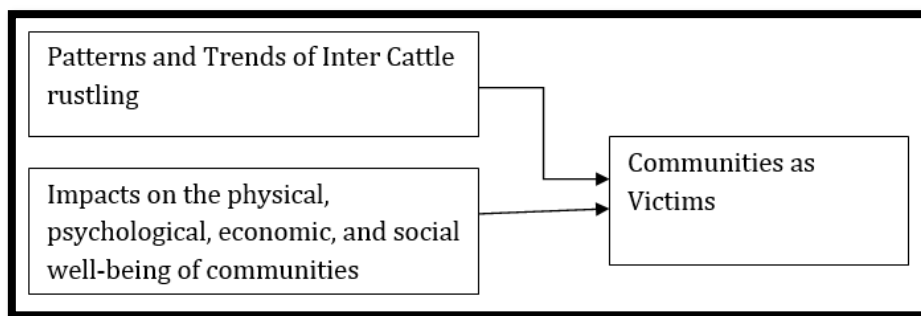 Patterns and Trends of Inter Cattle
rustling
Impacts on the physical,
psychological, economic, and social
well-being of communities
Communities as
Victims